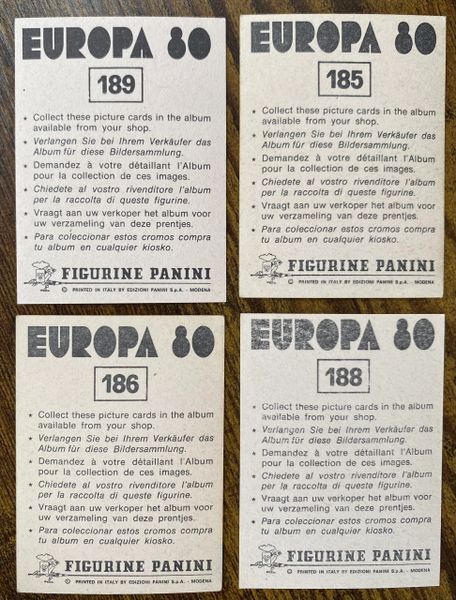 EUROPA 80
189
★ Collect these picture cards in the album
available from your shop.
★ Verlangen Sie bei Ihrem Verkäufer das
Album für diese Bildersammlung.
★ Demandez à votre détaillant l'Album
pour la collection de ces images.
★ Chiedete al vostro rivenditore l'album
per la raccolta di queste figurine.
★ Vraagt aan uw verkoper het album voor
uw verzameling van deze prentjes.
★ Para coleccionar estos cromos compra
tu álbum en cualquier kiosko.
FIGURINE PANINI
© PRINTED IN ITALY BY EDIZIONI PANINI S.p.A. - MODENA
EUROPA 80
185
★ Collect these picture cards in the album
available from your shop.
★ Verlangen Sie bei Ihrem Verkäufer das
Album für diese Bildersammlung.
★ Demandez à votre détaillant l'Album
pour la collection de ces images.
★ Chiedete al vostro rivenditore l'album
per la raccolta di queste figurine.
★ Vraagt aan uw verkoper het album voor
uw verzameling van deze prentjes.
★ Para coleccionar estos cromos compra
tu álbum en cualquier kiosko.
FIGURINE PANINI
© PRINTED IN ITALY BY EDIZIONI PANINI S.p.A. - MODENA
EUROPA 80
186
★ Collect these picture cards in the album
available from your shop.
★ Verlangen Sie bei Ihrem Verkäufer das
Album für diese Bildersammlung.
★ Demandez à votre détaillant l'Album
pour la collection de ces images.
★ Chiedete al vostro rivenditore l'album
per la raccolta di queste figurine.
★ Vraagt aan uw verkoper het album voor
uw verzameling van deze prentjes.
★ Para coleccionar estos cromos compra
tu álbum en cualquier kiosko.
FIGURINE PANINI
© PRINTED IN ITALY BY EDIZIONI PANINI S.p.A. - MODENA
EUROPA 80
188
★ Collect these picture cards in the album
available from your shop.
★ Verlangen Sie bei Ihrem Verkäufer das
Album für diese Bildersammlung.
★ Demandez à votre détaillant l'Album
pour la collection de ces images.
★ Chiedete al vostro rivenditore l'album
per la raccolta di queste figurine.
★ Vraagt aan uw verkoper het album voor
uw verzameling van deze prentjes.
★ Para coleccionar estos cromos compra
tu álbum en cualquier kiosko.
FIGURINE PANINI
© PRINTED IN ITALY BY EDIZIONI PANINI S.p.A. - MODENA